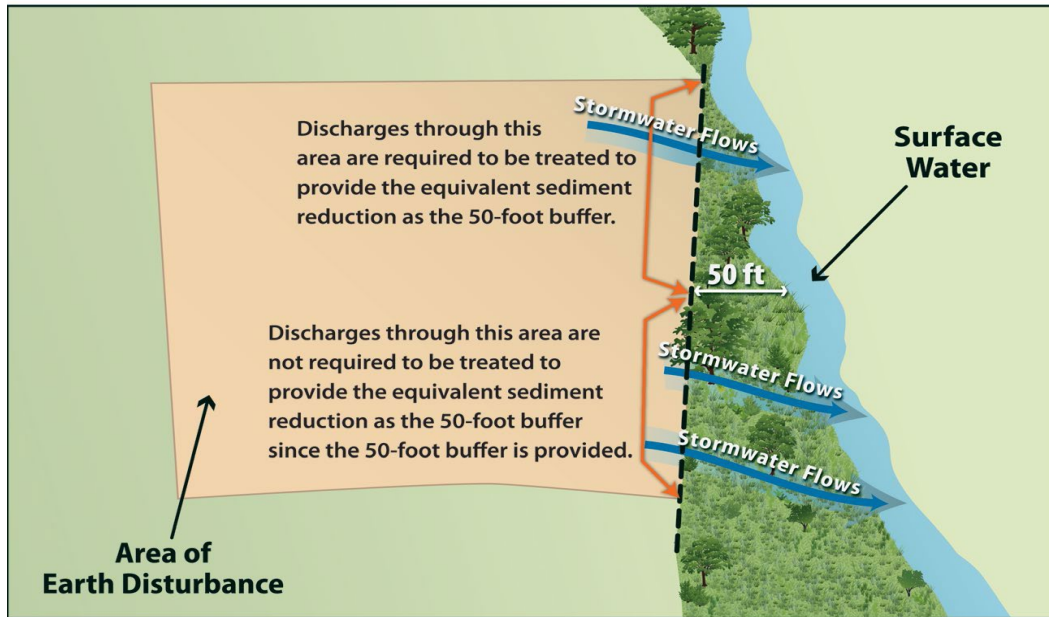 Stormwater Flows
Discharges through this
area are required to be treated to
provide the equivalent sediment
reduction as the 50-foot buffer.
Surface
Water
50 ft
Discharges through this area are
not required to be treated to
provide the equivalent sediment
reduction as the 50-foot buffer
since the 50-foot buffer is provided.
Stormwater Flows
Stormwater Flows
Area of
Earth Disturbance